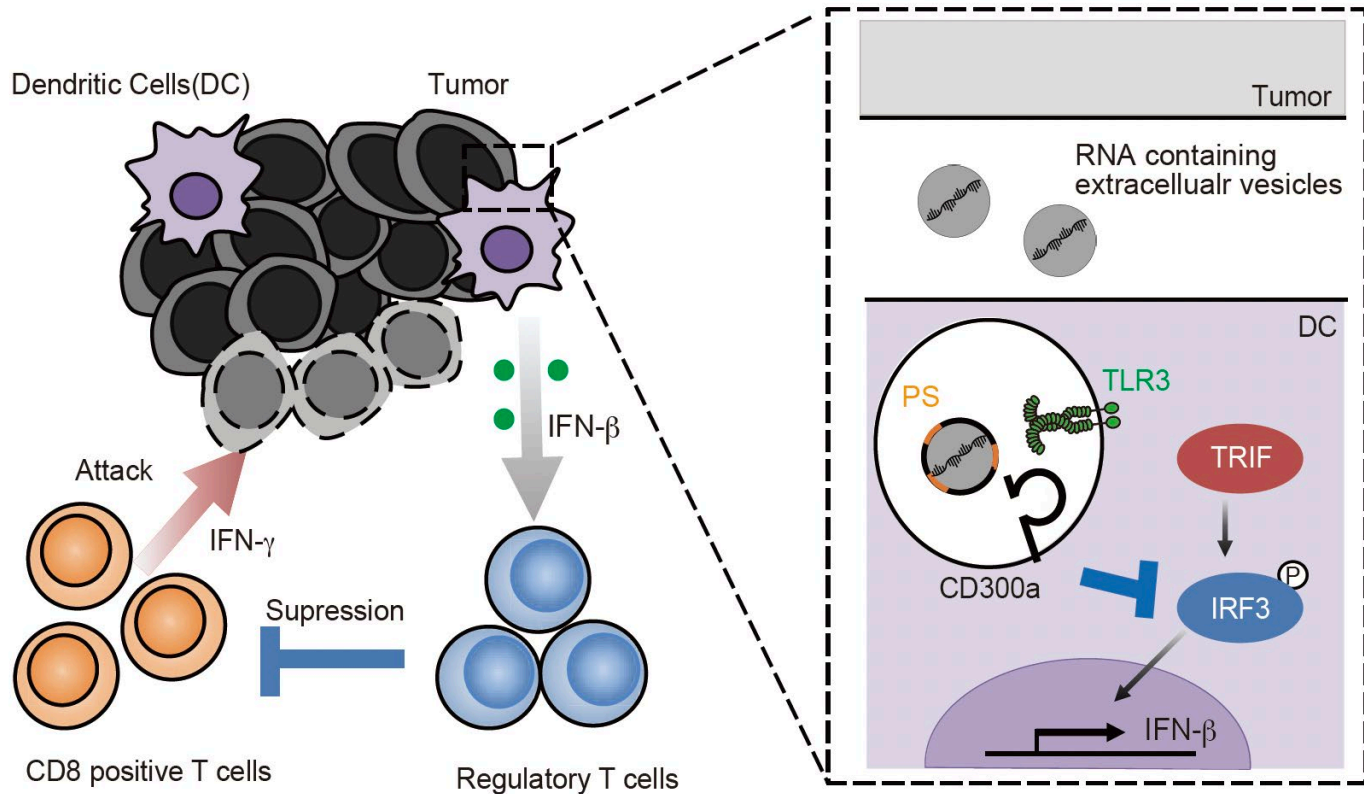 Dendritic Cells(DC)
Tumor
IFN-β
Attack
IFN-γ
Supression
CD8 positive T cells
Regulatory T cells
Tumor
RNA containing
extracellualr vesicles
DC
PS
TLR3
TRIF
CD300a
P
IRF3
IFN-β